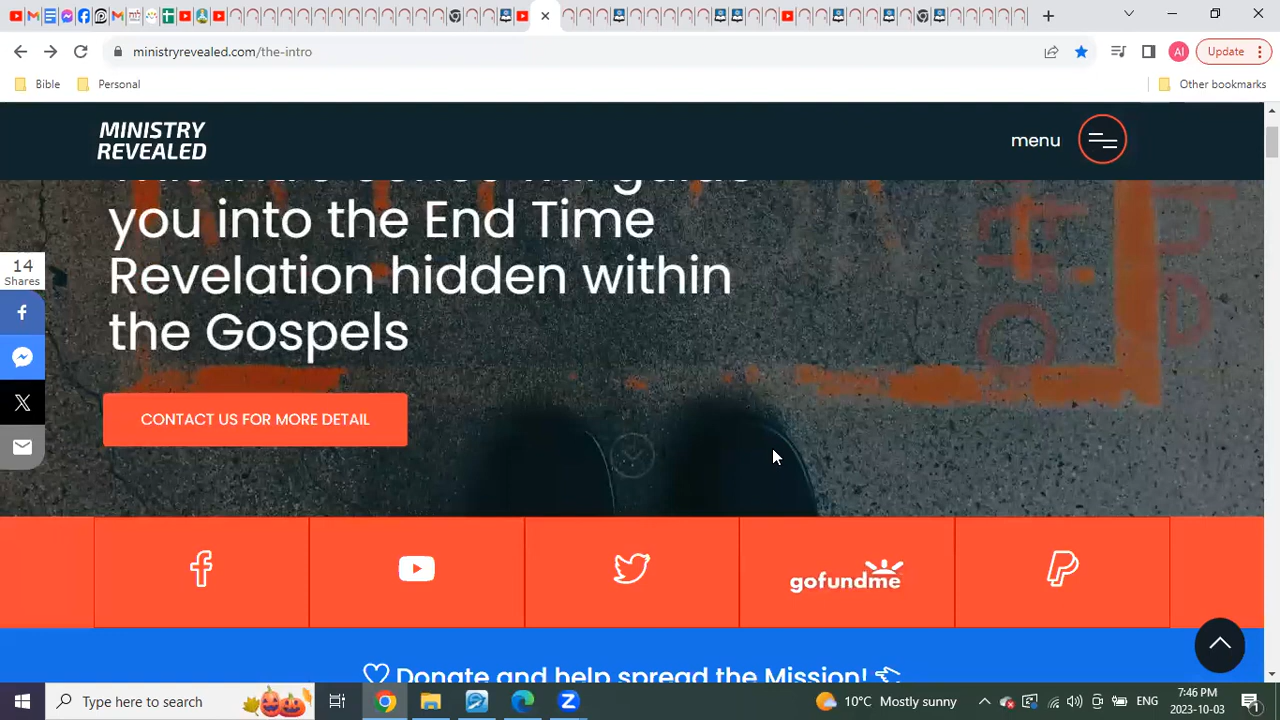 ministryrevealed.com/the-intro
Update
Bible
Personal
Other bookmarks
MINISTRY
REVEALED
menu
you into the End Time
Revelation hidden within
the Gospels
14
Shares
CONTACT US FOR MORE DETAIL
gofundme
Donate and help spread the Mission!
Type here to search
10°C Mostly sunny
ENG
7:46 PM
2023-10-03
AI